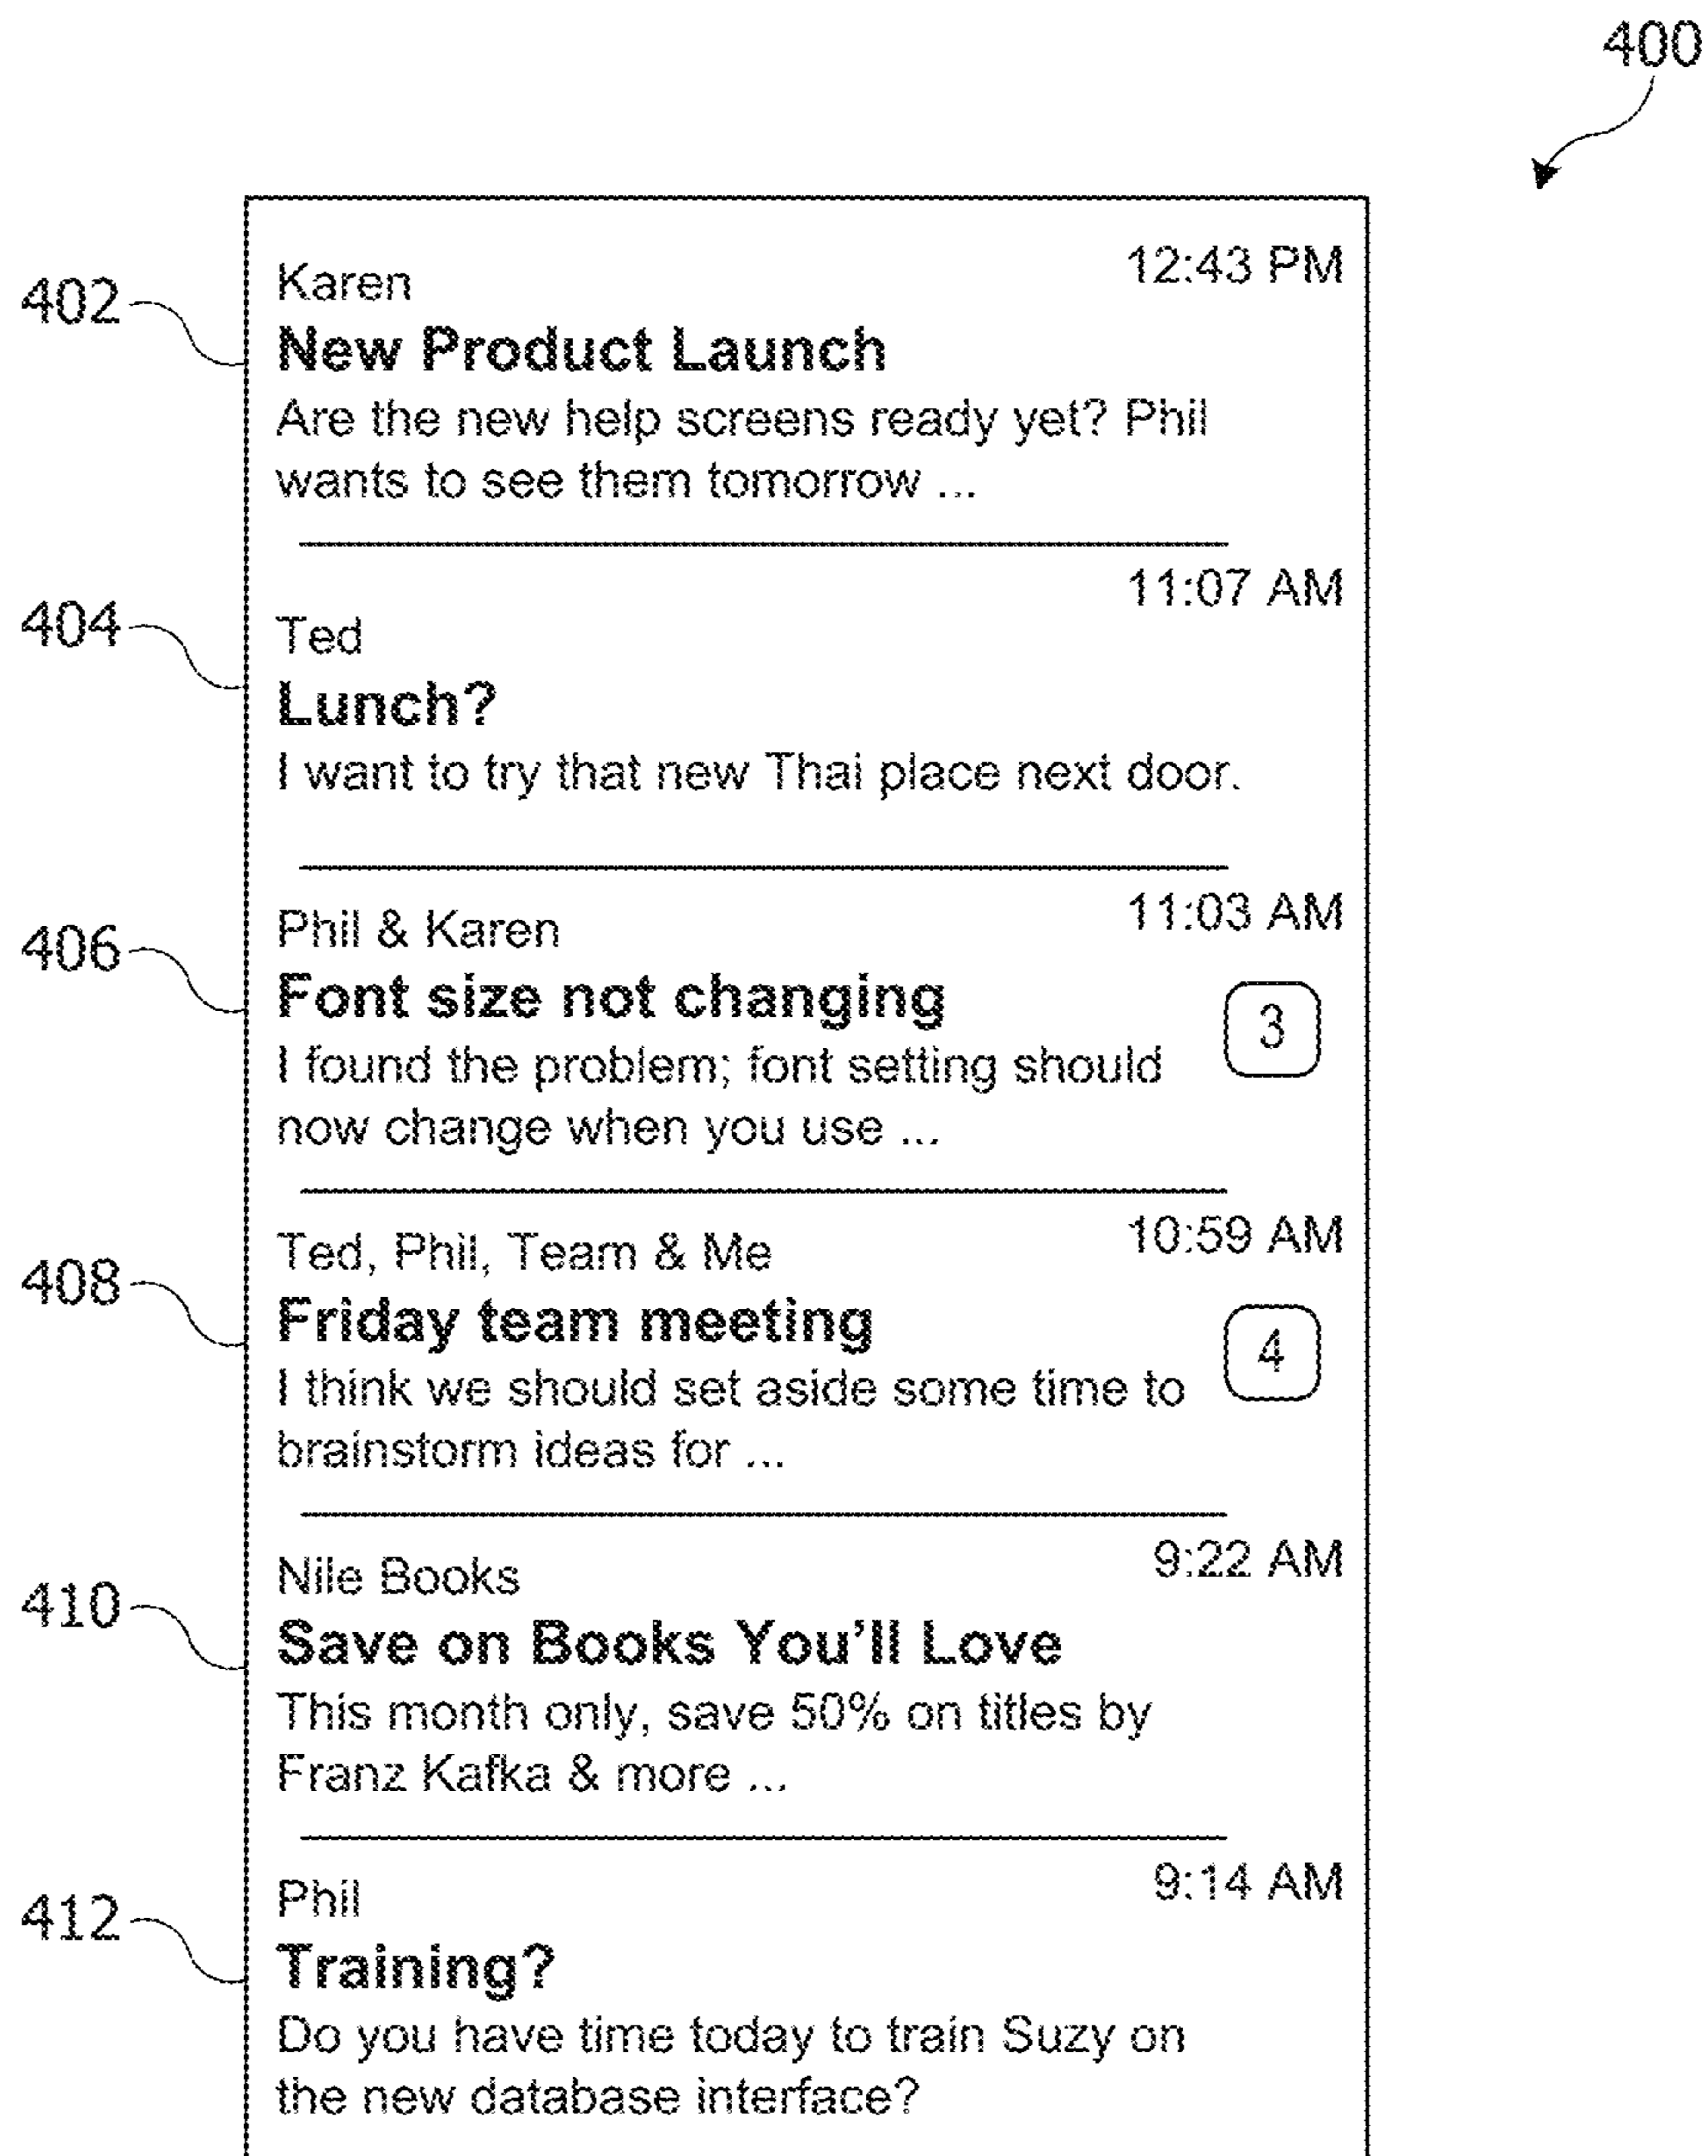 400
402
Karen 12:43 PM
New Product Launch
Are the new help screens ready yet? Phil
wants to see them tomorrow ...
11:07 AM
404
Ted
Lunch?
I want to try that new Thai place next door.
406
Phil & Karen 11:03 AM
Font size not changing
3
I found the problem; font setting should
now change when you use ...
408
Ted, Phil, Team & Me 10:59 AM
Friday team meeting
4
I think we should set aside some time to
brainstorm ideas for ...
410
Nile Books 9:22 AM
Save on Books You'll Love
This month only, save 50% on titles by
Franz Kafka & more ...
412
Phil 9:14 AM
Training?
Do you have time today to train Suzy on
the new database interface?